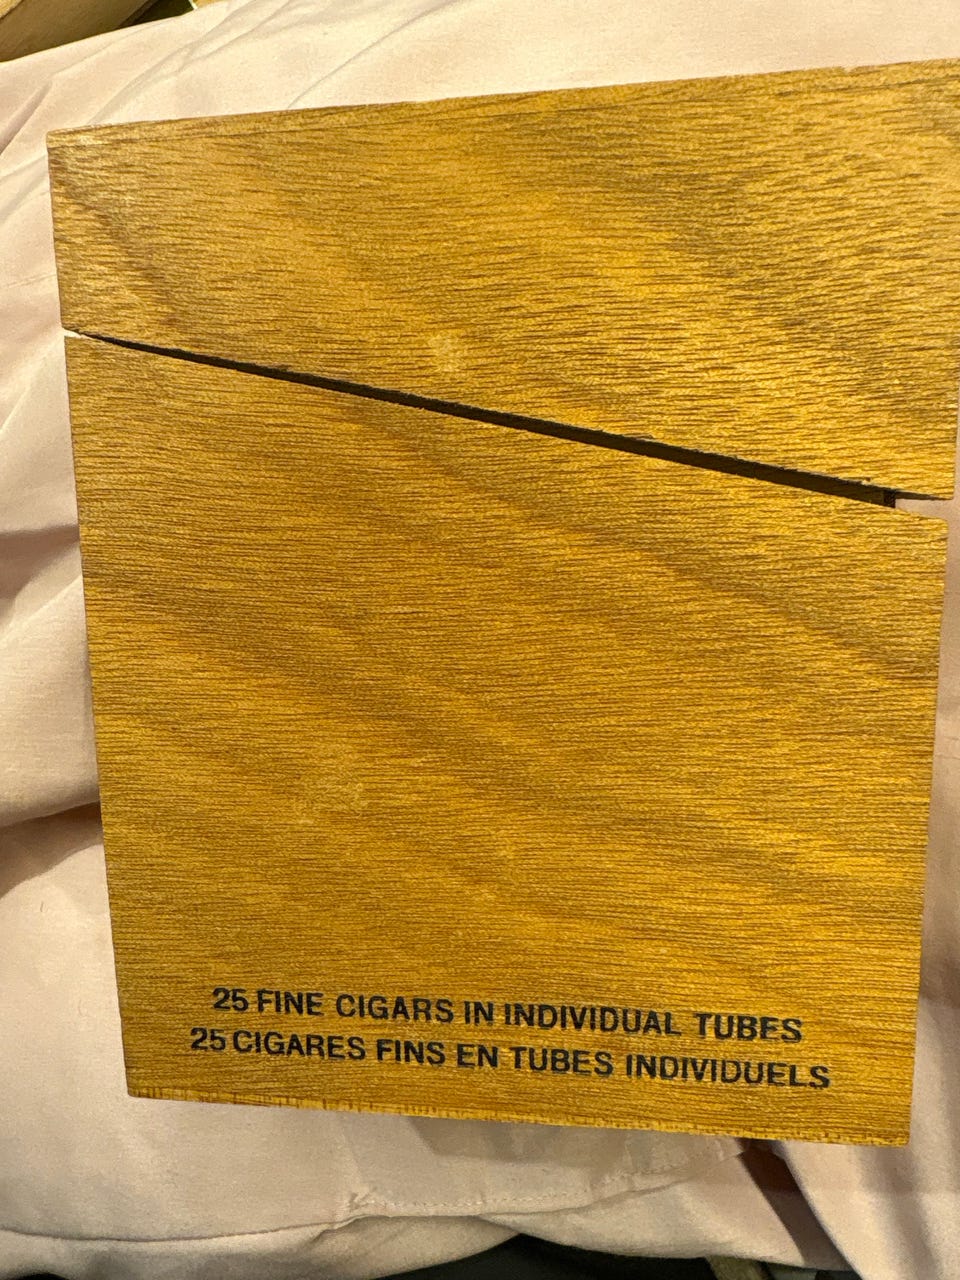 25 FINE CIGARS IN INDIVIDUAL TUBES
25 CIGARES FINS EN TUBES INDIVIDUELS